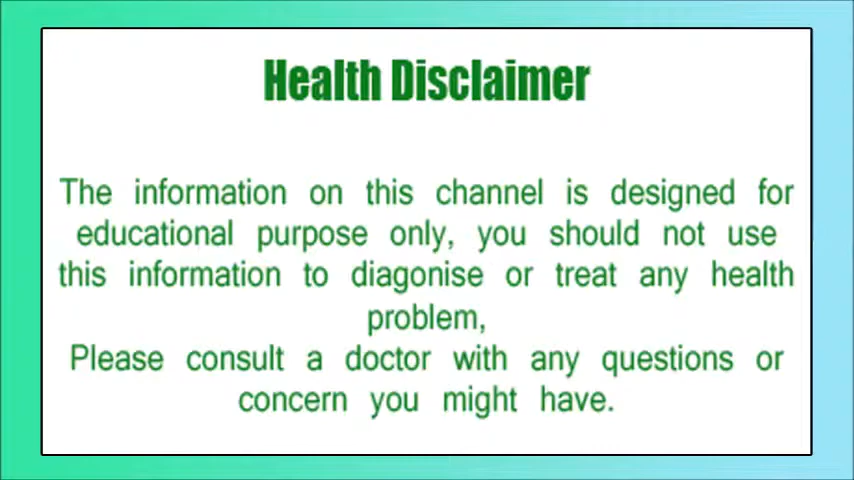 Health Disclaimer
The information on this channel is designed for
educational purpose only, you should not use
this information to diagonise or treat any health
problem,
Please consult a doctor with any questions or
concern you might have.